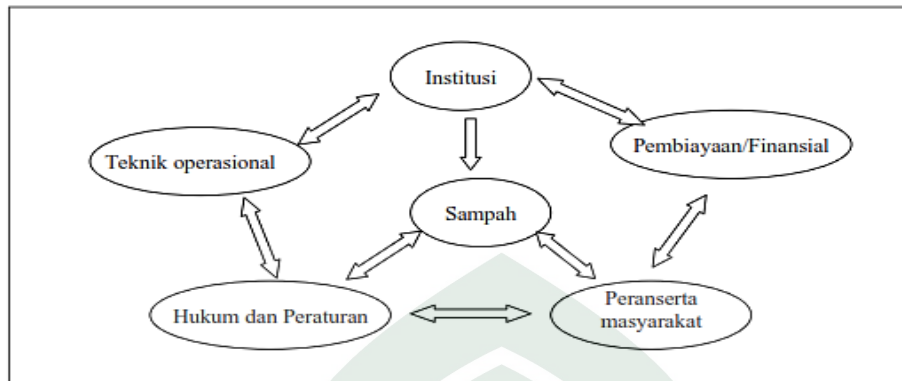 Institusi
Teknik operasional
Pembiayaan/Finansial
Sampah
Hukum dan Peraturan
Peranserta
masyarakat